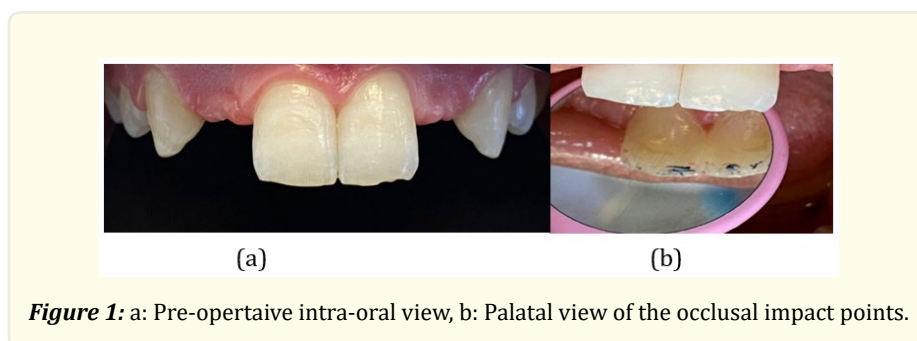 (a) (b)
Figure 1: a: Pre-opertaive intra-oral view, b: Palatal view of the occlusal impact points.